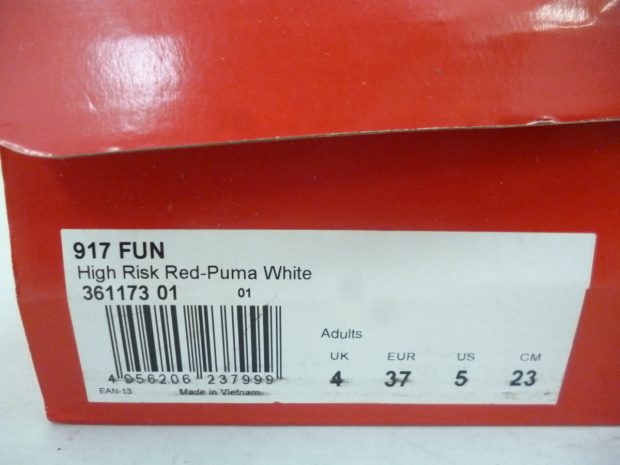 917 FUN
High Risk Red-Puma White
361173 01 01
Adults
UK EUR US CM
4 37 5 23
4 056206 237999
EAN-13 Made in Vietnam